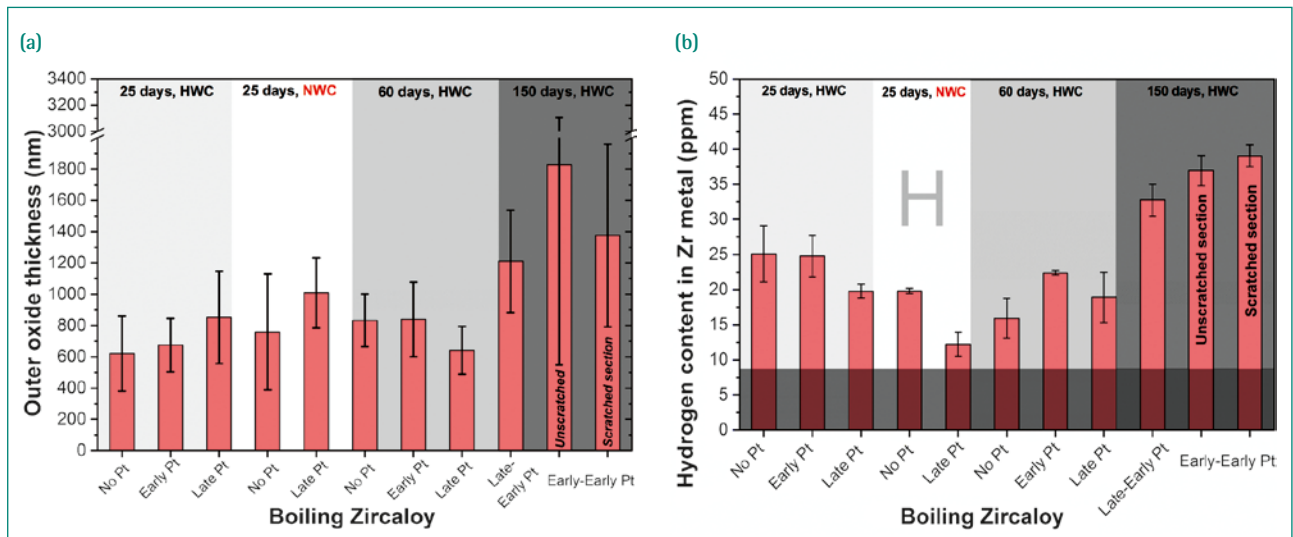 (a)
3400
3200
3000
1800
1600
1400
1200
1000
800
600
400
200
0
Outer oxide thickness (nm)
25 days, HWC
25 days, NWC
60 days, HWC
150 days, HWC
Unscratched
Scratched section
No Pt
Early Pt
Late Pt
No Pt
Late Pt
No Pt
Early Pt
Late Pt
Late-
Early Pt
Early-Early Pt
Boiling Zircaloy
(b)
50
45
40
35
30
25
20
15
10
5
0
Hydrogen content in Zr metal (ppm)
25 days, HWC
25 days, NWC
60 days, HWC
150 days, HWC
H
Unscratched section
Scratched section
No Pt
Early Pt
Late Pt
No Pt
Late Pt
No Pt
Early Pt
Late Pt
Late-Early Pt
Early-Early Pt
Boiling Zircaloy